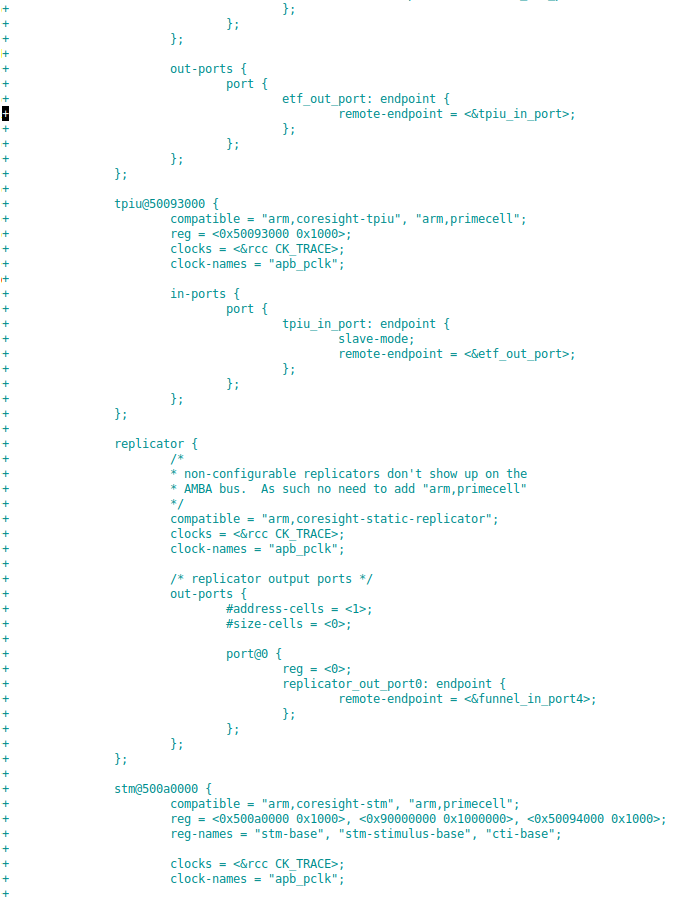 +                                       };
+                               };
+                       };
+
+                       out-ports {
+                               port {
+                                       etf_out_port: endpoint {
+                                               remote-endpoint = <&tpiu_in_port>;
+                                       };
+                               };
+                       };
+               };
+
+               tpiu@50093000 {
+                       compatible = "arm,coresight-tpiu", "arm,primecell";
+                       reg = <0x50093000 0x1000>;
+                       clocks = <&rcc CK_TRACE>;
+                       clock-names = "apb_pclk";
+
+                       in-ports {
+                               port {
+                                       tpiu_in_port: endpoint {
+                                               slave-mode;
+                                               remote-endpoint = <&etf_out_port>;
+                                       };
+                               };
+                       };
+               };
+
+               replicator {
+                       /*
+                       * non-configurable replicators don't show up on the
+                       * AMBA bus.  As such no need to add "arm,primecell"
+                       */
+                       compatible = "arm,coresight-static-replicator";
+                       clocks = <&rcc CK_TRACE>;
+                       clock-names = "apb_pclk";
+
+                       /* replicator output ports */
+                       out-ports {
+                               #address-cells = <1>;
+                               #size-cells = <0>;
+
+                               port@0 {
+                                       reg = <0>;
+                                       replicator_out_port0: endpoint {
+                                               remote-endpoint = <&funnel_in_port4>;
+                                       };
+                               };
+                       };
+               };
+
+               stm@500a0000 {
+                       compatible = "arm,coresight-stm", "arm,primecell";
+                       reg = <0x500a0000 0x1000>, <0x90000000 0x1000000>, <0x50094000 0x1000>;
+                       reg-names = "stm-base", "stm-stimulus-base", "cti-base";
+
+                       clocks = <&rcc CK_TRACE>;
+                       clock-names = "apb_pclk";
+